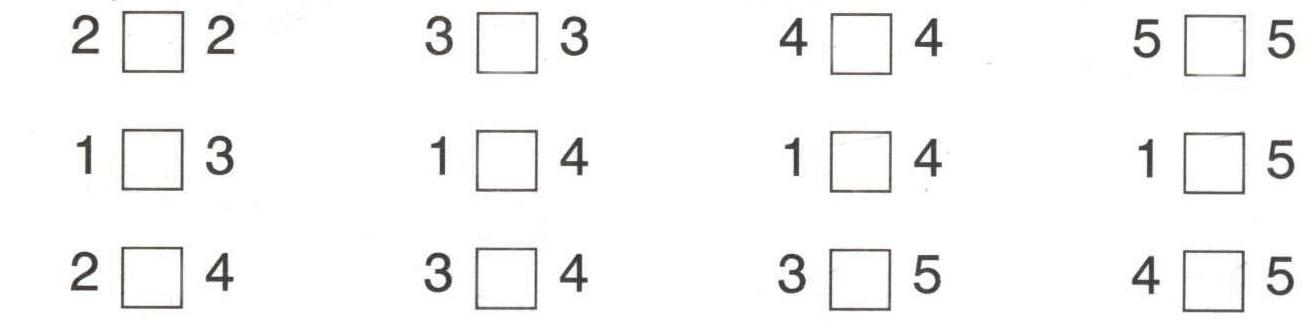 2 □ 2 3 □ 3 4 □ 4 5 □ 5
1 □ 3 1 □ 4 1 □ 4 1 □ 5
2 □ 4 3 □ 4 3 □ 5 4 □ 5